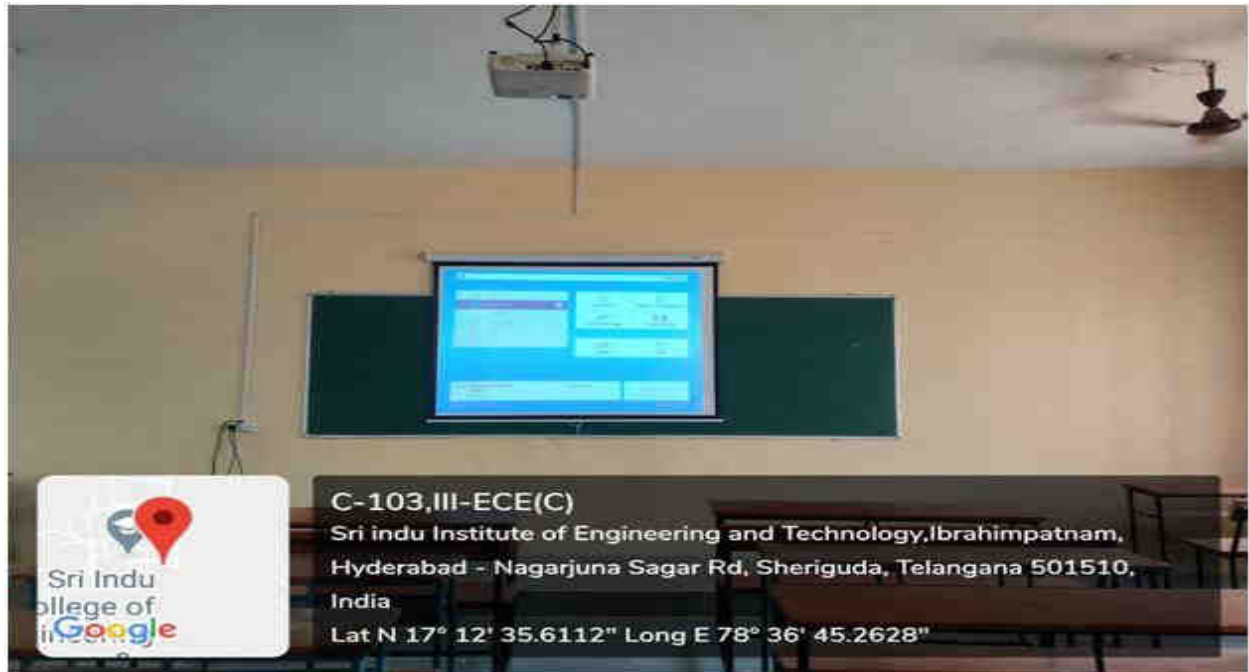 C-103,III-ECE(C)
Sri indu Institute of Engineering and Technology,Ibrahimpatnam,
Hyderabad - Nagarjuna Sagar Rd, Sheriguda, Telangana 501510,
India
Lat N 17° 12' 35.6112" Long E 78° 36' 45.2628"
Sri Indu
ollege of
Google